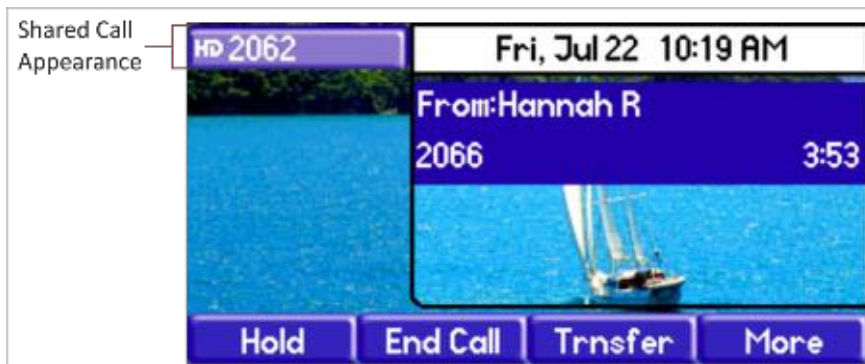 Shared Call
Appearance
HD 2062
Fri, Jul 22 10:19 AM
From:Hannah R
2066 3:53
Hold End Call Trnsfer More